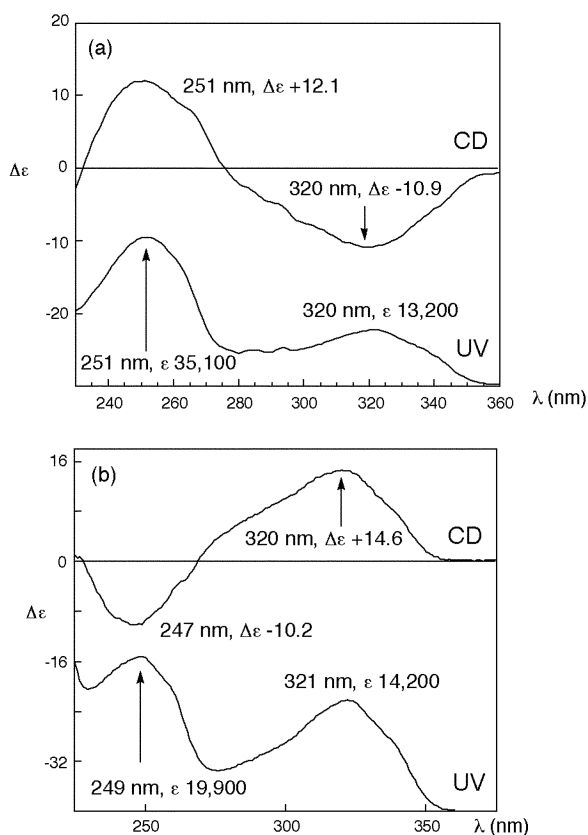 20
(a)
251 nm, Δε +12.1
10
CD
0
Δε
320 nm, Δε -10.9
-10
320 nm, ε 13,200
-20
UV
251 nm, ε 35,100
240 260 280 300 320 340 360
λ (nm)
16
(b)
320 nm, Δε +14.6
CD
0
247 nm, Δε -10.2
Δε
-16
321 nm, ε 14,200
-32
249 nm, ε 19,900
UV
250 300 350
λ (nm)